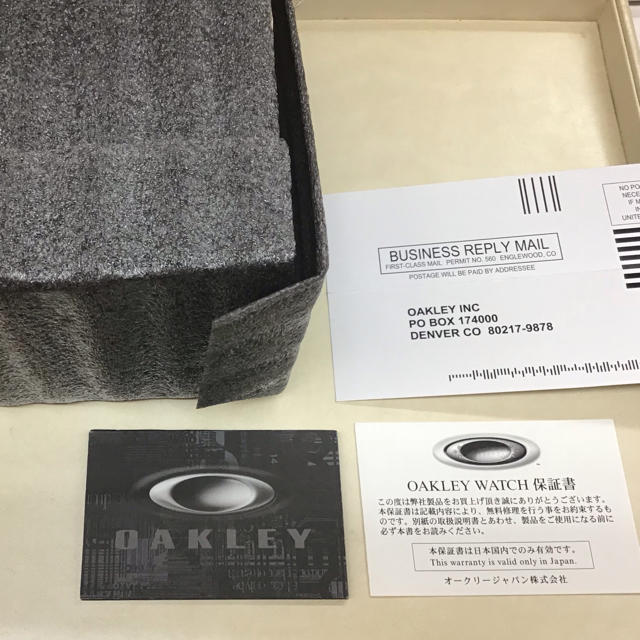 NO PO
NECE
IF M
IN
UNITE
BUSINESS REPLY MAIL
FIRST-CLASS MAIL PERMIT NO. 560 ENGLEWOOD, CO
POSTAGE WILL BE PAID BY ADDRESSEE
OAKLEY INC
PO BOX 174000
DENVER CO 80217-9878
OAKLEY
OAKLEY WATCH 保証書
この度は弊社製品をお買上げ頂き誠にありがとうございます。
本保証書は記載内容により、無料修理を行う事をお約束するも
のです。別紙の取扱説明書とあわせ、製品をご使用になる前に
必ず本書をお読みください。
本保証書は日本国内でのみ有効です。
This warranty is valid only in Japan.
オークリージャパン株式会社